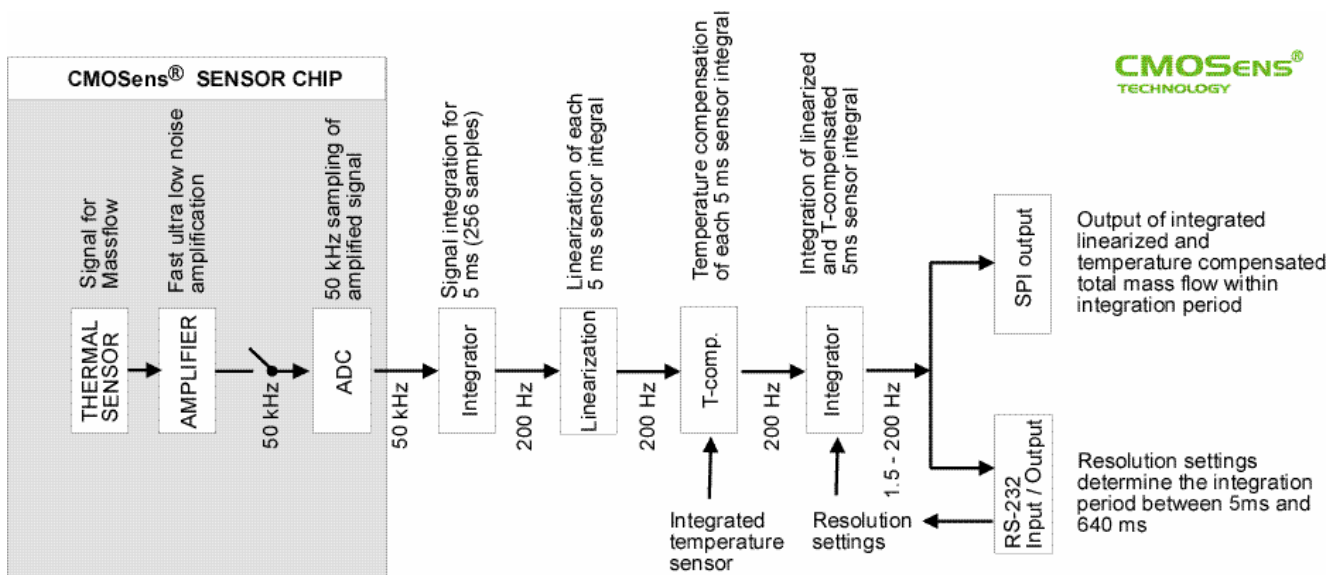 CMOSens® SENSOR CHIP
CMOSENS®
TECHNOLOGY
Signal for
Massflow
Fast ultra low noise
amplification
50 kHz sampling of
amplified signal
Signal integration for
5 ms (256 samples)
Linearization of each
5 ms sensor integral
Temperature compensation
of each 5 ms sensor integral
Integration of linearized
and T-compensated
5ms sensor integral
THERMAL
SENSOR
AMPLIFIER
50 kHz
ADC
50 kHz
Integrator
200 Hz
Linearization
200 Hz
T-comp.
200 Hz
Integrator
1.5 - 200 Hz
SPI output
Output of integrated
linearized and
temperature compensated
total mass flow within
integration period
RS-232
Input / Output
Resolution settings
determine the integration
period between 5ms and
640 ms
Integrated
temperature
sensor
Resolution
settings